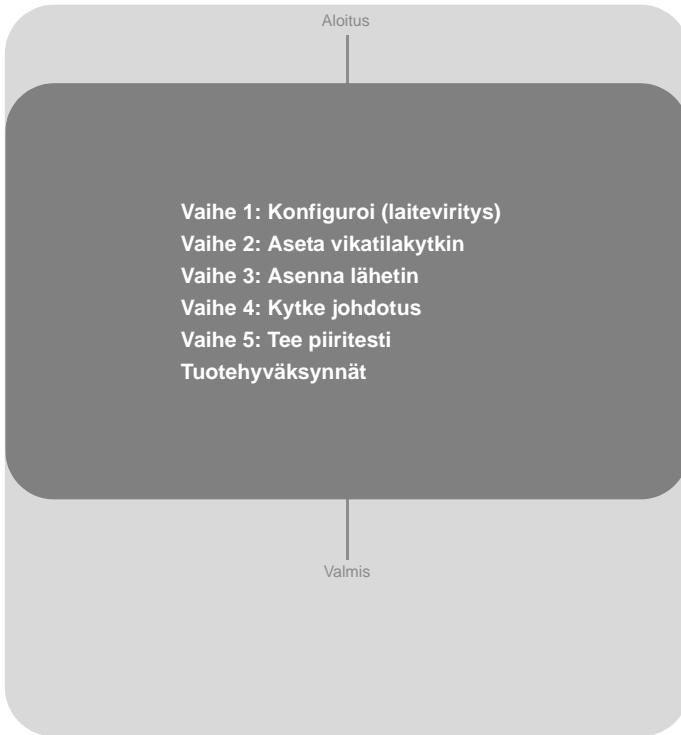 Aloitus
Vaihe 1: Konfiguroi (laiteviritys)
Vaihe 2: Aseta vikatilakytkin
Vaihe 3: Asenna lähetin
Vaihe 4: Kytke johdotus
Vaihe 5: Tee piiritesti
Tuotehyväksynnät
Valmis